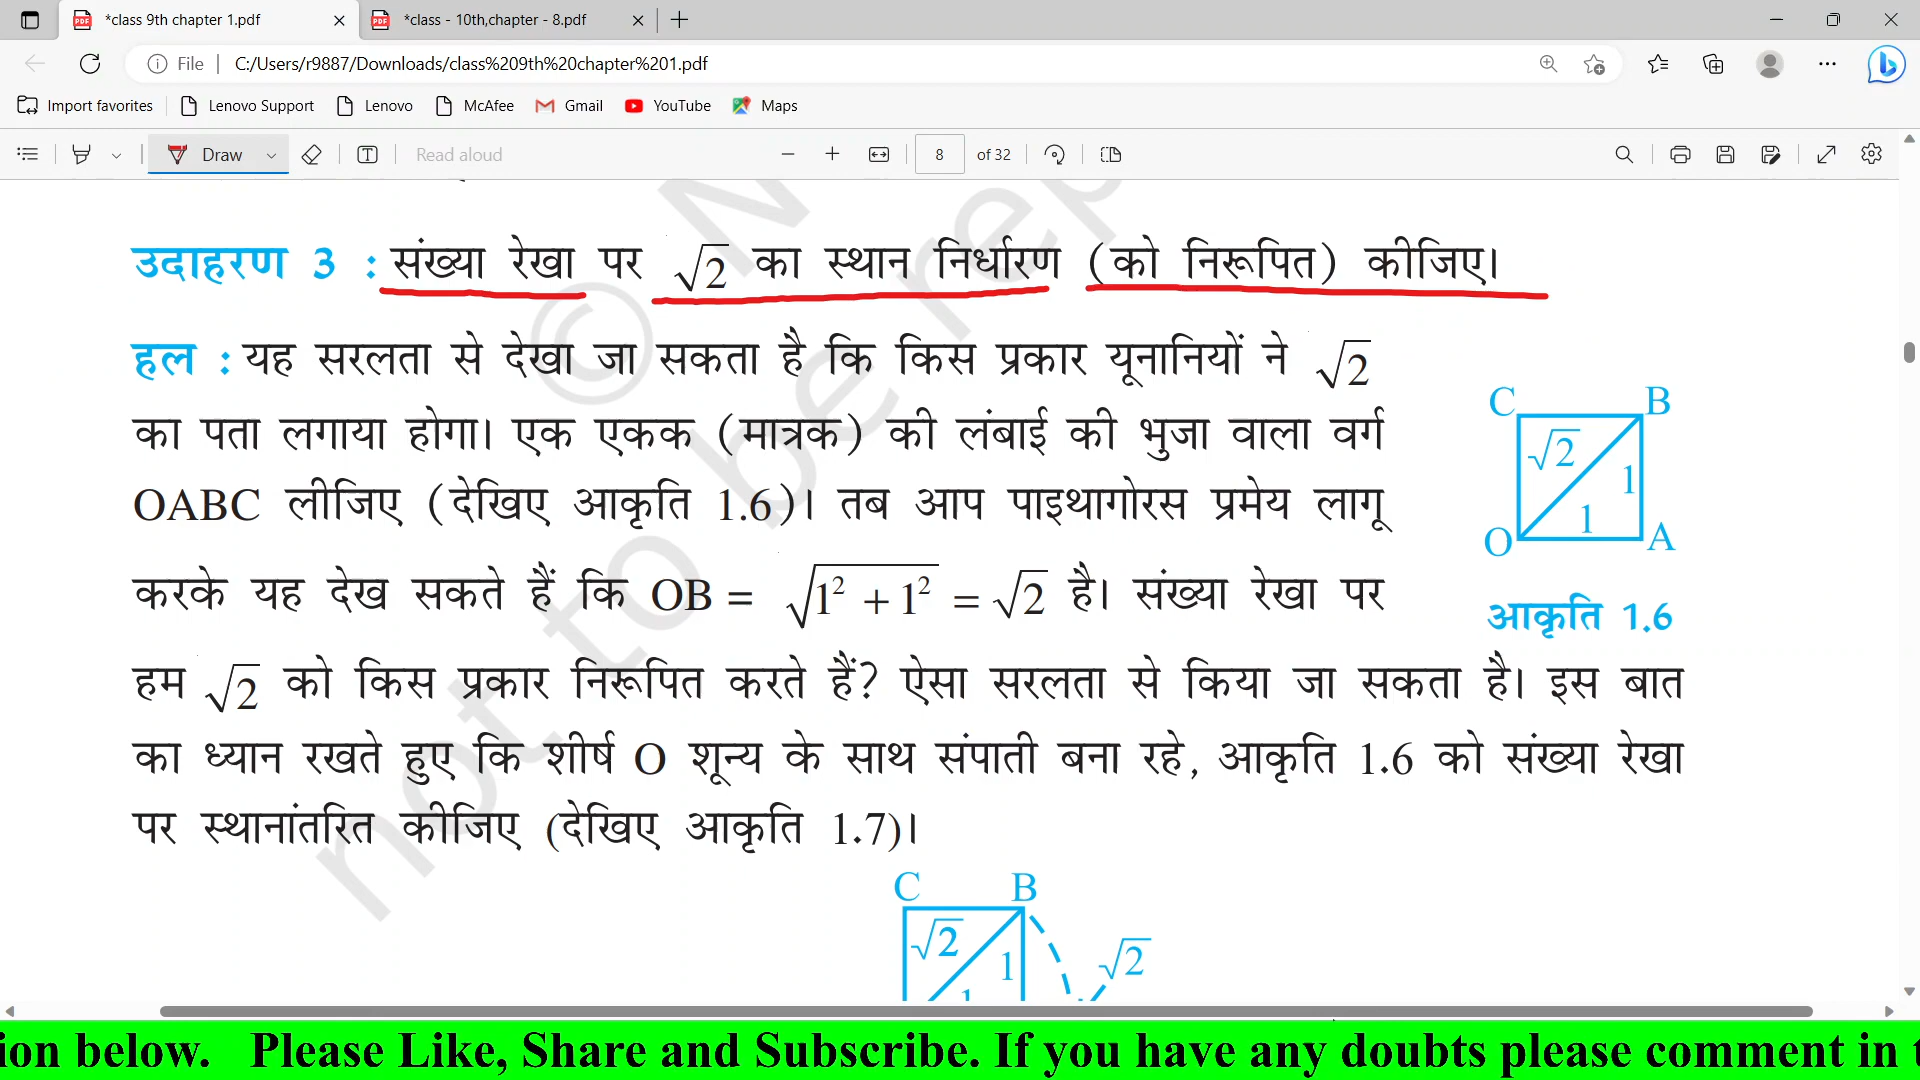 *class 9th chapter 1.pdf
*class - 10th,chapter - 8.pdf
File
C:/Users/r9887/Downloads/class%209th%20chapter%201.pdf
Import favorites
Lenovo Support
Lenovo
McAfee
Gmail
YouTube
Maps
Draw
Read aloud
8 of 32
उदाहरण 3 : संख्या रेखा पर √2 का स्थान निर्धारण (को निरूपित) कीजिए।
हल : यह सरलता से देखा जा सकता है कि किस प्रकार यूनानियों ने √2
का पता लगाया होगा। एक एकक (मात्रक) की लंबाई की भुजा वाला वर्ग
OABC लीजिए (देखिए आकृति 1.6)। तब आप पाइथागोरस प्रमेय लागू
करके यह देख सकते हैं कि OB = √1² + 1² = √2 है। संख्या रेखा पर
हम √2 को किस प्रकार निरूपित करते हैं? ऐसा सरलता से किया जा सकता है। इस बात
का ध्यान रखते हुए कि शीर्ष O शून्य के साथ संपाती बना रहे, आकृति 1.6 को संख्या रेखा
पर स्थानांतरित कीजिए (देखिए आकृति 1.7)।
C B
√2 1
1
O A
आकृति 1.6
C B
√2 1 √2
1
© N
not to be rep
ion below. Please Like, Share and Subscribe. If you have any doubts please comment in t